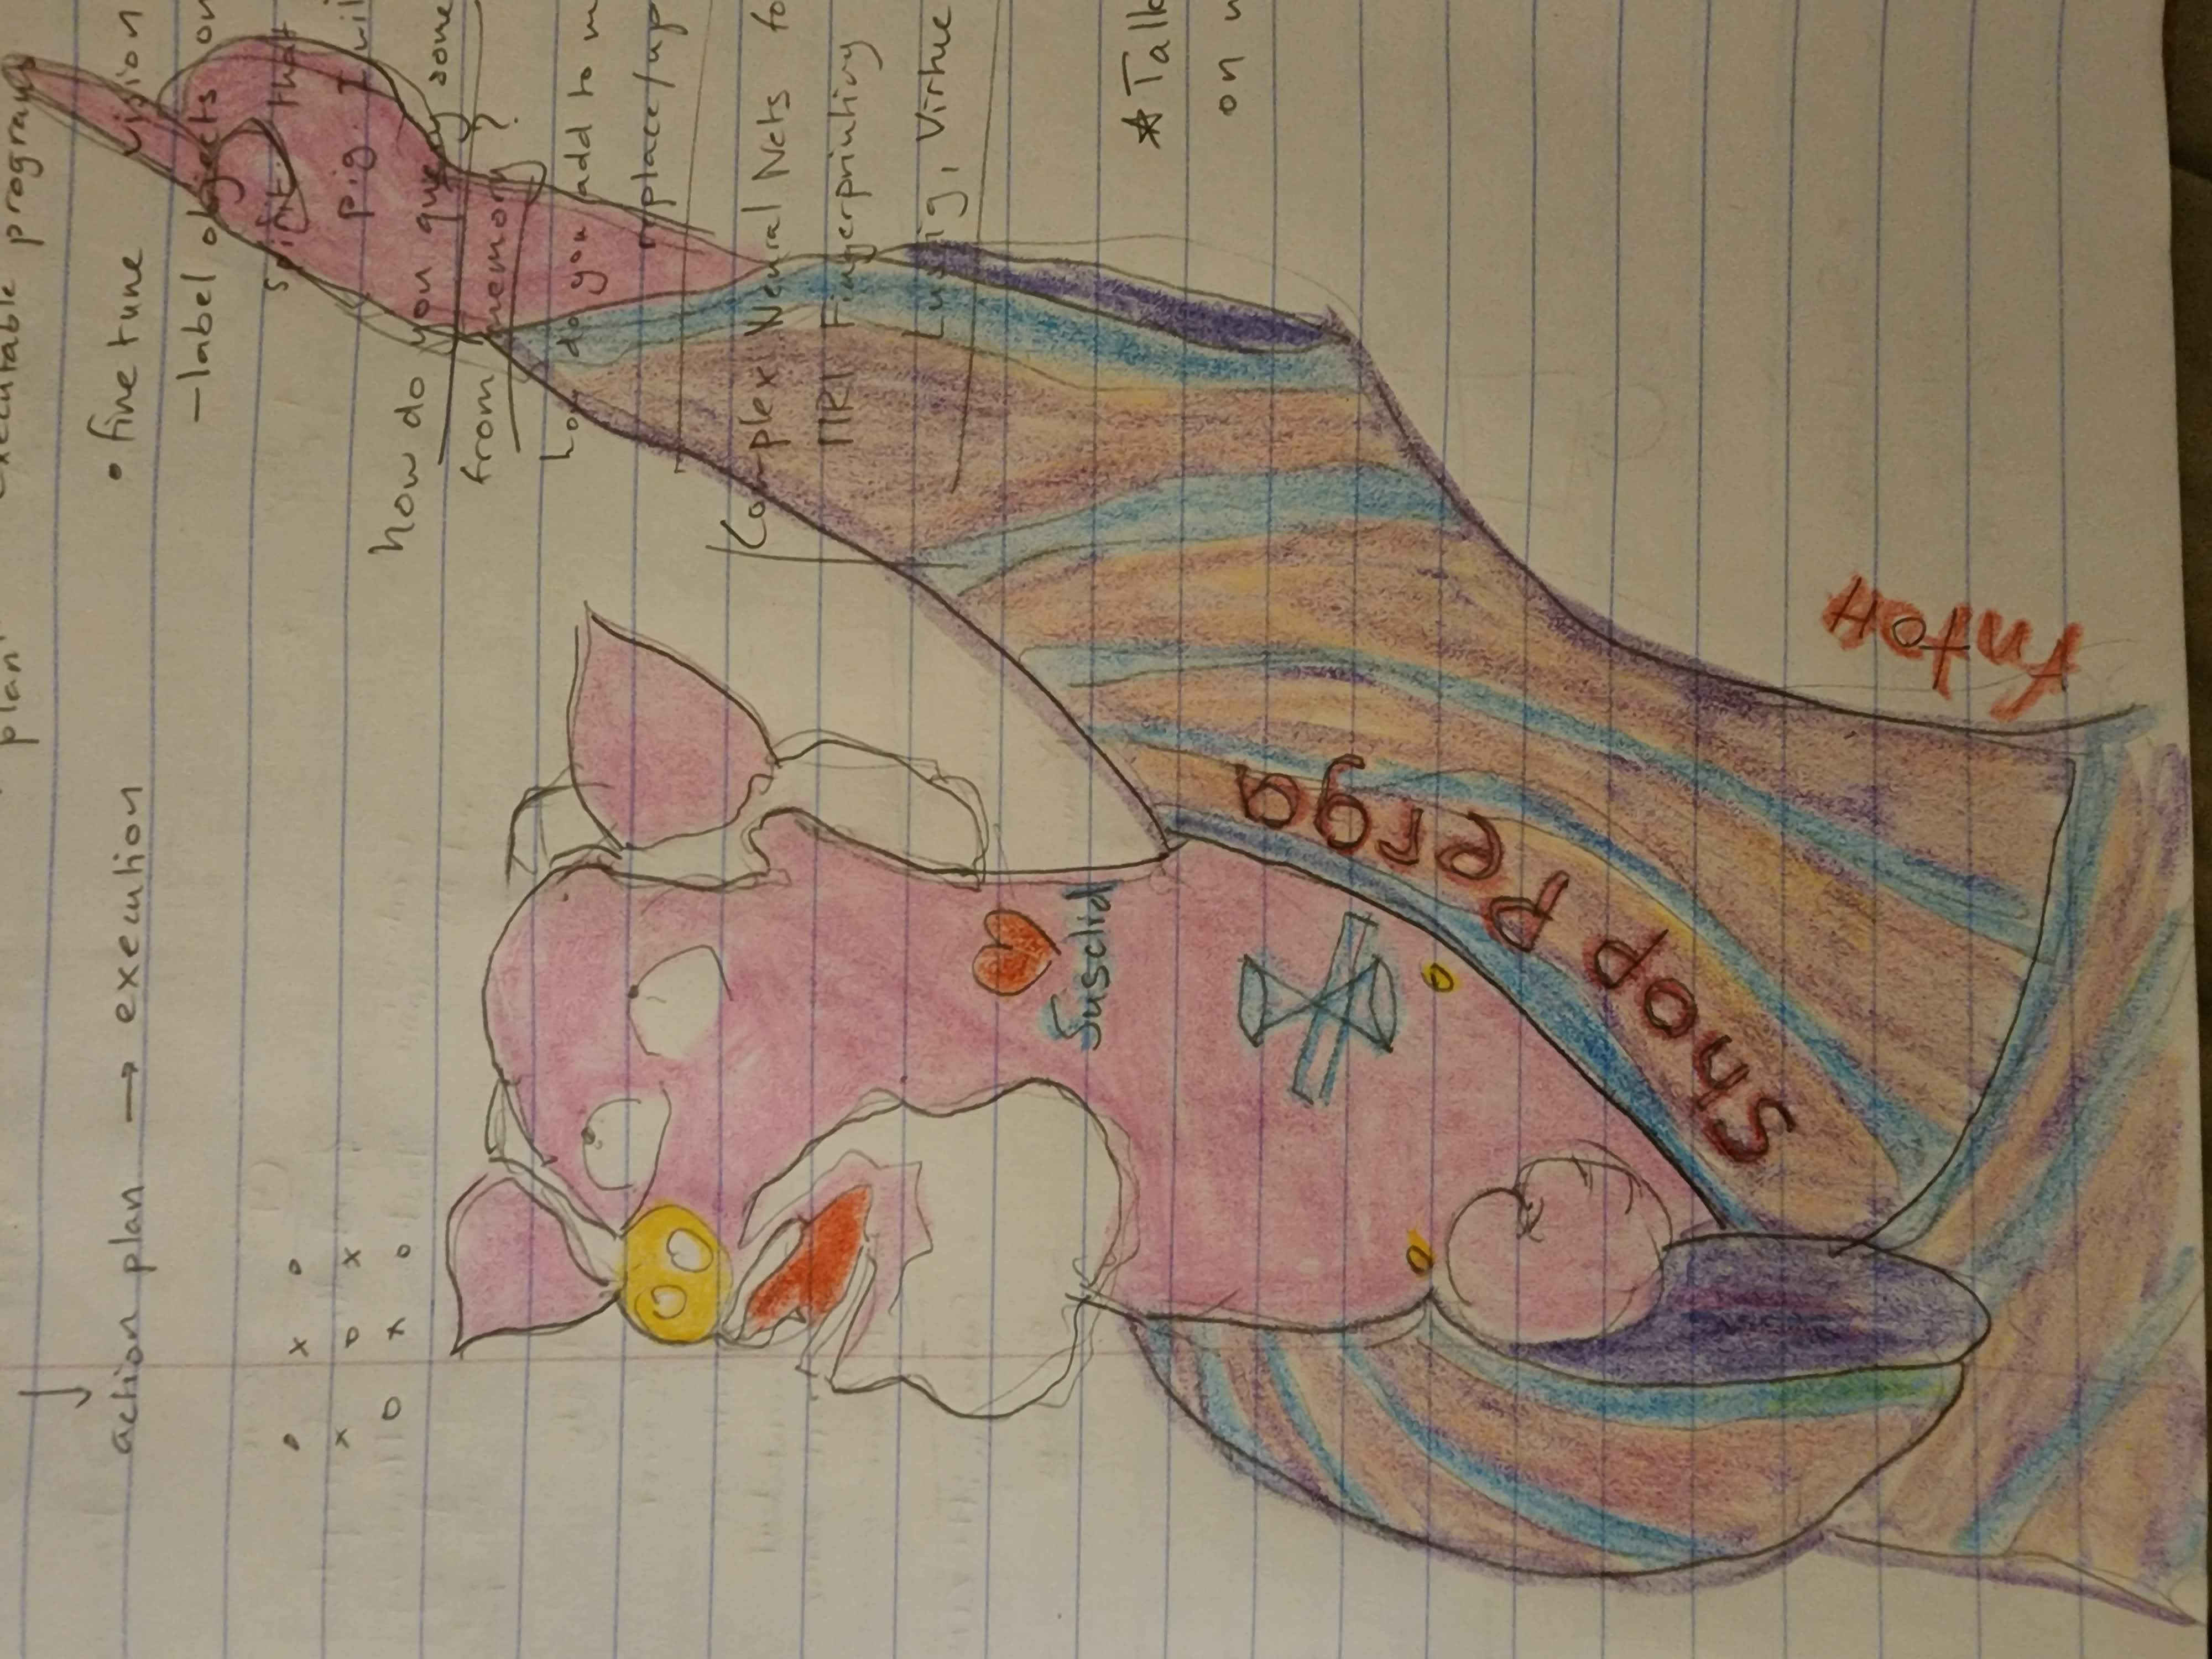 plan executable program
action plan → execution
• fine tune vision
- label objects on
spirit that
pig. I wil
how do you query some
from memory?
how do you add to m
replace/up
Complex Neural Nets fo
MRI Fingerprinting
Lustig, Virtue
☆ Talk
on w
o x o
x o x
o x o
Susclid
Shop Perga